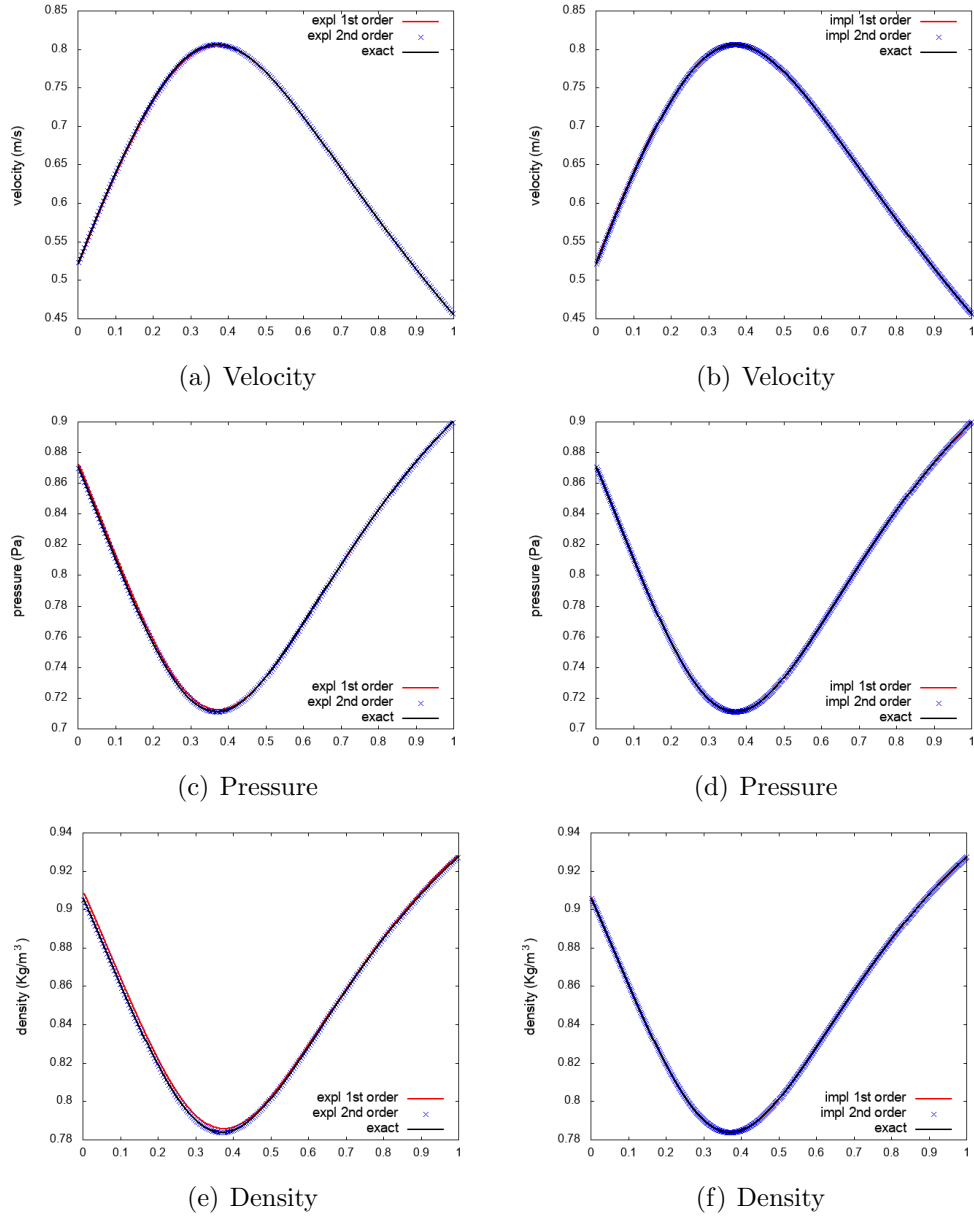 0.85
0.8
0.75
0.7
0.65
0.6
0.55
0.5
0.45
velocity (m/s)
expl 1st order
expl 2nd order
exact
0 0.1 0.2 0.3 0.4 0.5 0.6 0.7 0.8 0.9 1
(a) Velocity
0.85
0.8
0.75
0.7
0.65
0.6
0.55
0.5
0.45
velocity (m/s)
impl 1st order
impl 2nd order
exact
0 0.1 0.2 0.3 0.4 0.5 0.6 0.7 0.8 0.9 1
(b) Velocity
0.9
0.88
0.86
0.84
0.82
0.8
0.78
0.76
0.74
0.72
0.7
pressure (Pa)
expl 1st order
expl 2nd order
exact
0 0.1 0.2 0.3 0.4 0.5 0.6 0.7 0.8 0.9 1
(c) Pressure
0.9
0.88
0.86
0.84
0.82
0.8
0.78
0.76
0.74
0.72
0.7
pressure (Pa)
impl 1st order
impl 2nd order
exact
0 0.1 0.2 0.3 0.4 0.5 0.6 0.7 0.8 0.9 1
(d) Pressure
0.94
0.92
0.9
0.88
0.86
0.84
0.82
0.8
0.78
density (Kg/m³)
expl 1st order
expl 2nd order
exact
0 0.1 0.2 0.3 0.4 0.5 0.6 0.7 0.8 0.9 1
(e) Density
0.94
0.92
0.9
0.88
0.86
0.84
0.82
0.8
0.78
density (Kg/m³)
impl 1st order
impl 2nd order
exact
0 0.1 0.2 0.3 0.4 0.5 0.6 0.7 0.8 0.9 1
(f) Density